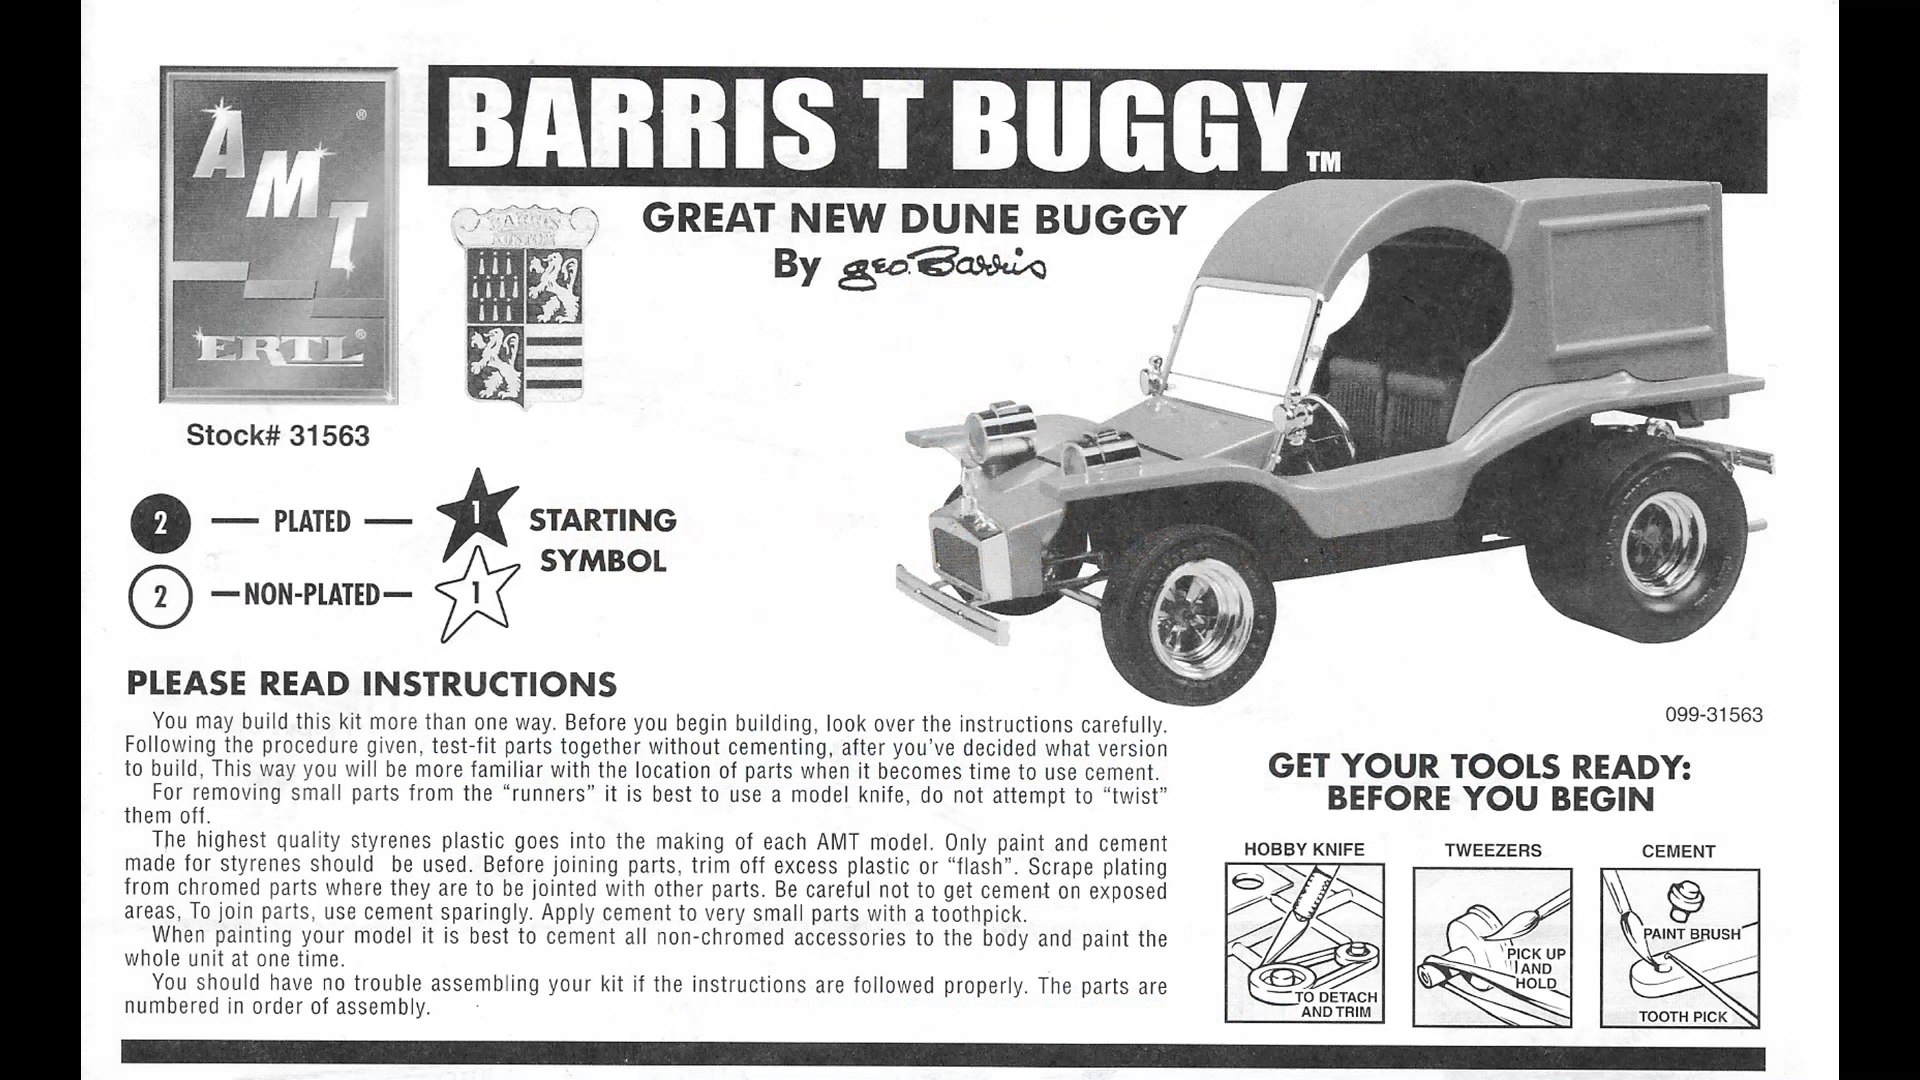 AMT ®
ERTL ®
Stock# 31563
BARRIS T BUGGY TM
BARRIS
KUSTOM
GREAT NEW DUNE BUGGY
By Geo. Barris
2 — PLATED — 1
2 — NON-PLATED — 1
STARTING
SYMBOL
PLEASE READ INSTRUCTIONS
You may build this kit more than one way. Before you begin building, look over the instructions carefully.
Following the procedure given, test-fit parts together without cementing, after you've decided what version
to build, This way you will be more familiar with the location of parts when it becomes time to use cement.
For removing small parts from the “runners” it is best to use a model knife, do not attempt to “twist”
them off.
The highest quality styrenes plastic goes into the making of each AMT model. Only paint and cement
made for styrenes should be used. Before joining parts, trim off excess plastic or “flash”. Scrape plating
from chromed parts where they are to be jointed with other parts. Be careful not to get cement on exposed
areas, To join parts, use cement sparingly. Apply cement to very small parts with a toothpick.
When painting your model it is best to cement all non-chromed accessories to the body and paint the
whole unit at one time.
You should have no trouble assembling your kit if the instructions are followed properly. The parts are
numbered in order of assembly.
099-31563
GET YOUR TOOLS READY:
BEFORE YOU BEGIN
HOBBY KNIFE
TO DETACH
AND TRIM
TWEEZERS
PICK UP
AND
HOLD
CEMENT
PAINT BRUSH
TOOTH PICK